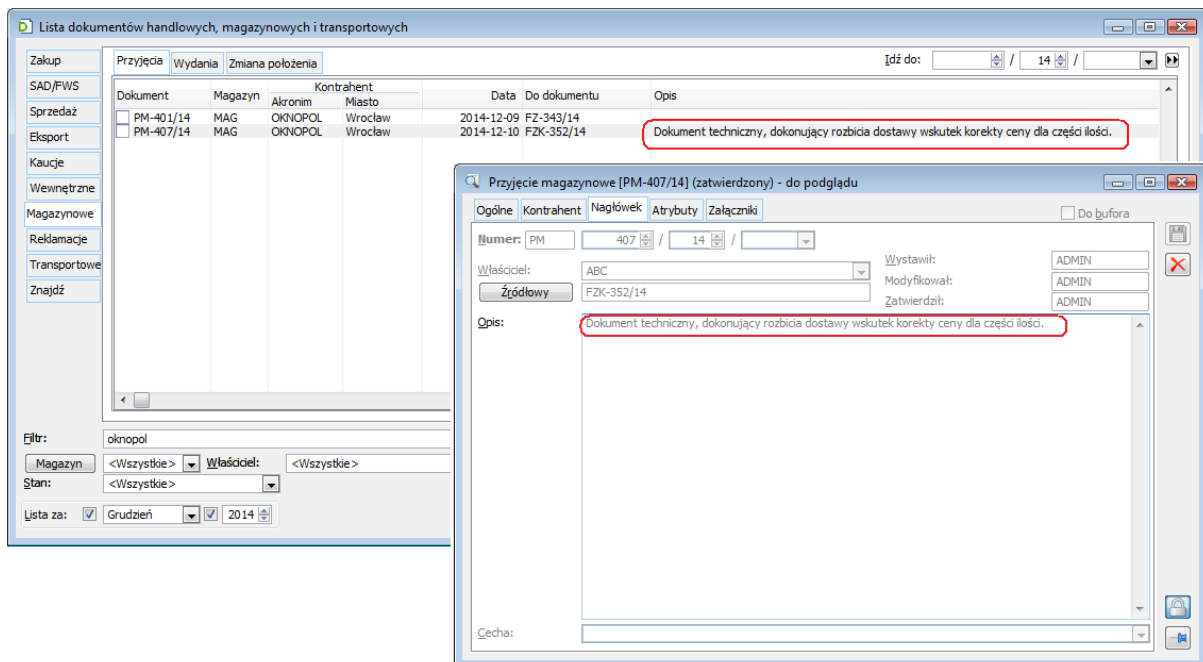 Lista dokumentów handlowych, magazynowych i transportowych
Zakup
SAD/FWS
Sprzedaż
Eksport
Kaucje
Wewnętrzne
Magazynowe
Reklamacje
Transportowe
Znajdź
Przyjęcia Wydania Zmiana położenia
Idź do: / 14 /
Dokument Magazyn Kontrahent Data Do dokumentu Opis
Akronim Miasto
PM-401/14 MAG OKNOPOL Wrocław 2014-12-09 FZ-343/14
PM-407/14 MAG OKNOPOL Wrocław 2014-12-10 FZK-352/14 Dokument techniczny, dokonujący rozbicia dostawy wskutek korekty ceny dla części ilości.
Filtr: oknopol
Magazyn <Wszystkie> Właściciel: <Wszystkie>
Stan: <Wszystkie>
Lista za: Grudzień 2014
Przyjęcie magazynowe [PM-407/14] (zatwierdzony) - do podglądu
Ogólne Kontrahent Nagłówek Atrybuty Załączniki
Do bufora
Numer: PM 407 / 14 /
Właściciel: ABC
Źródłowy FZK-352/14
Wystawił: ADMIN
Modyfikował: ADMIN
Zatwierdził: ADMIN
Opis: Dokument techniczny, dokonujący rozbicia dostawy wskutek korekty ceny dla części ilości.
Cecha: